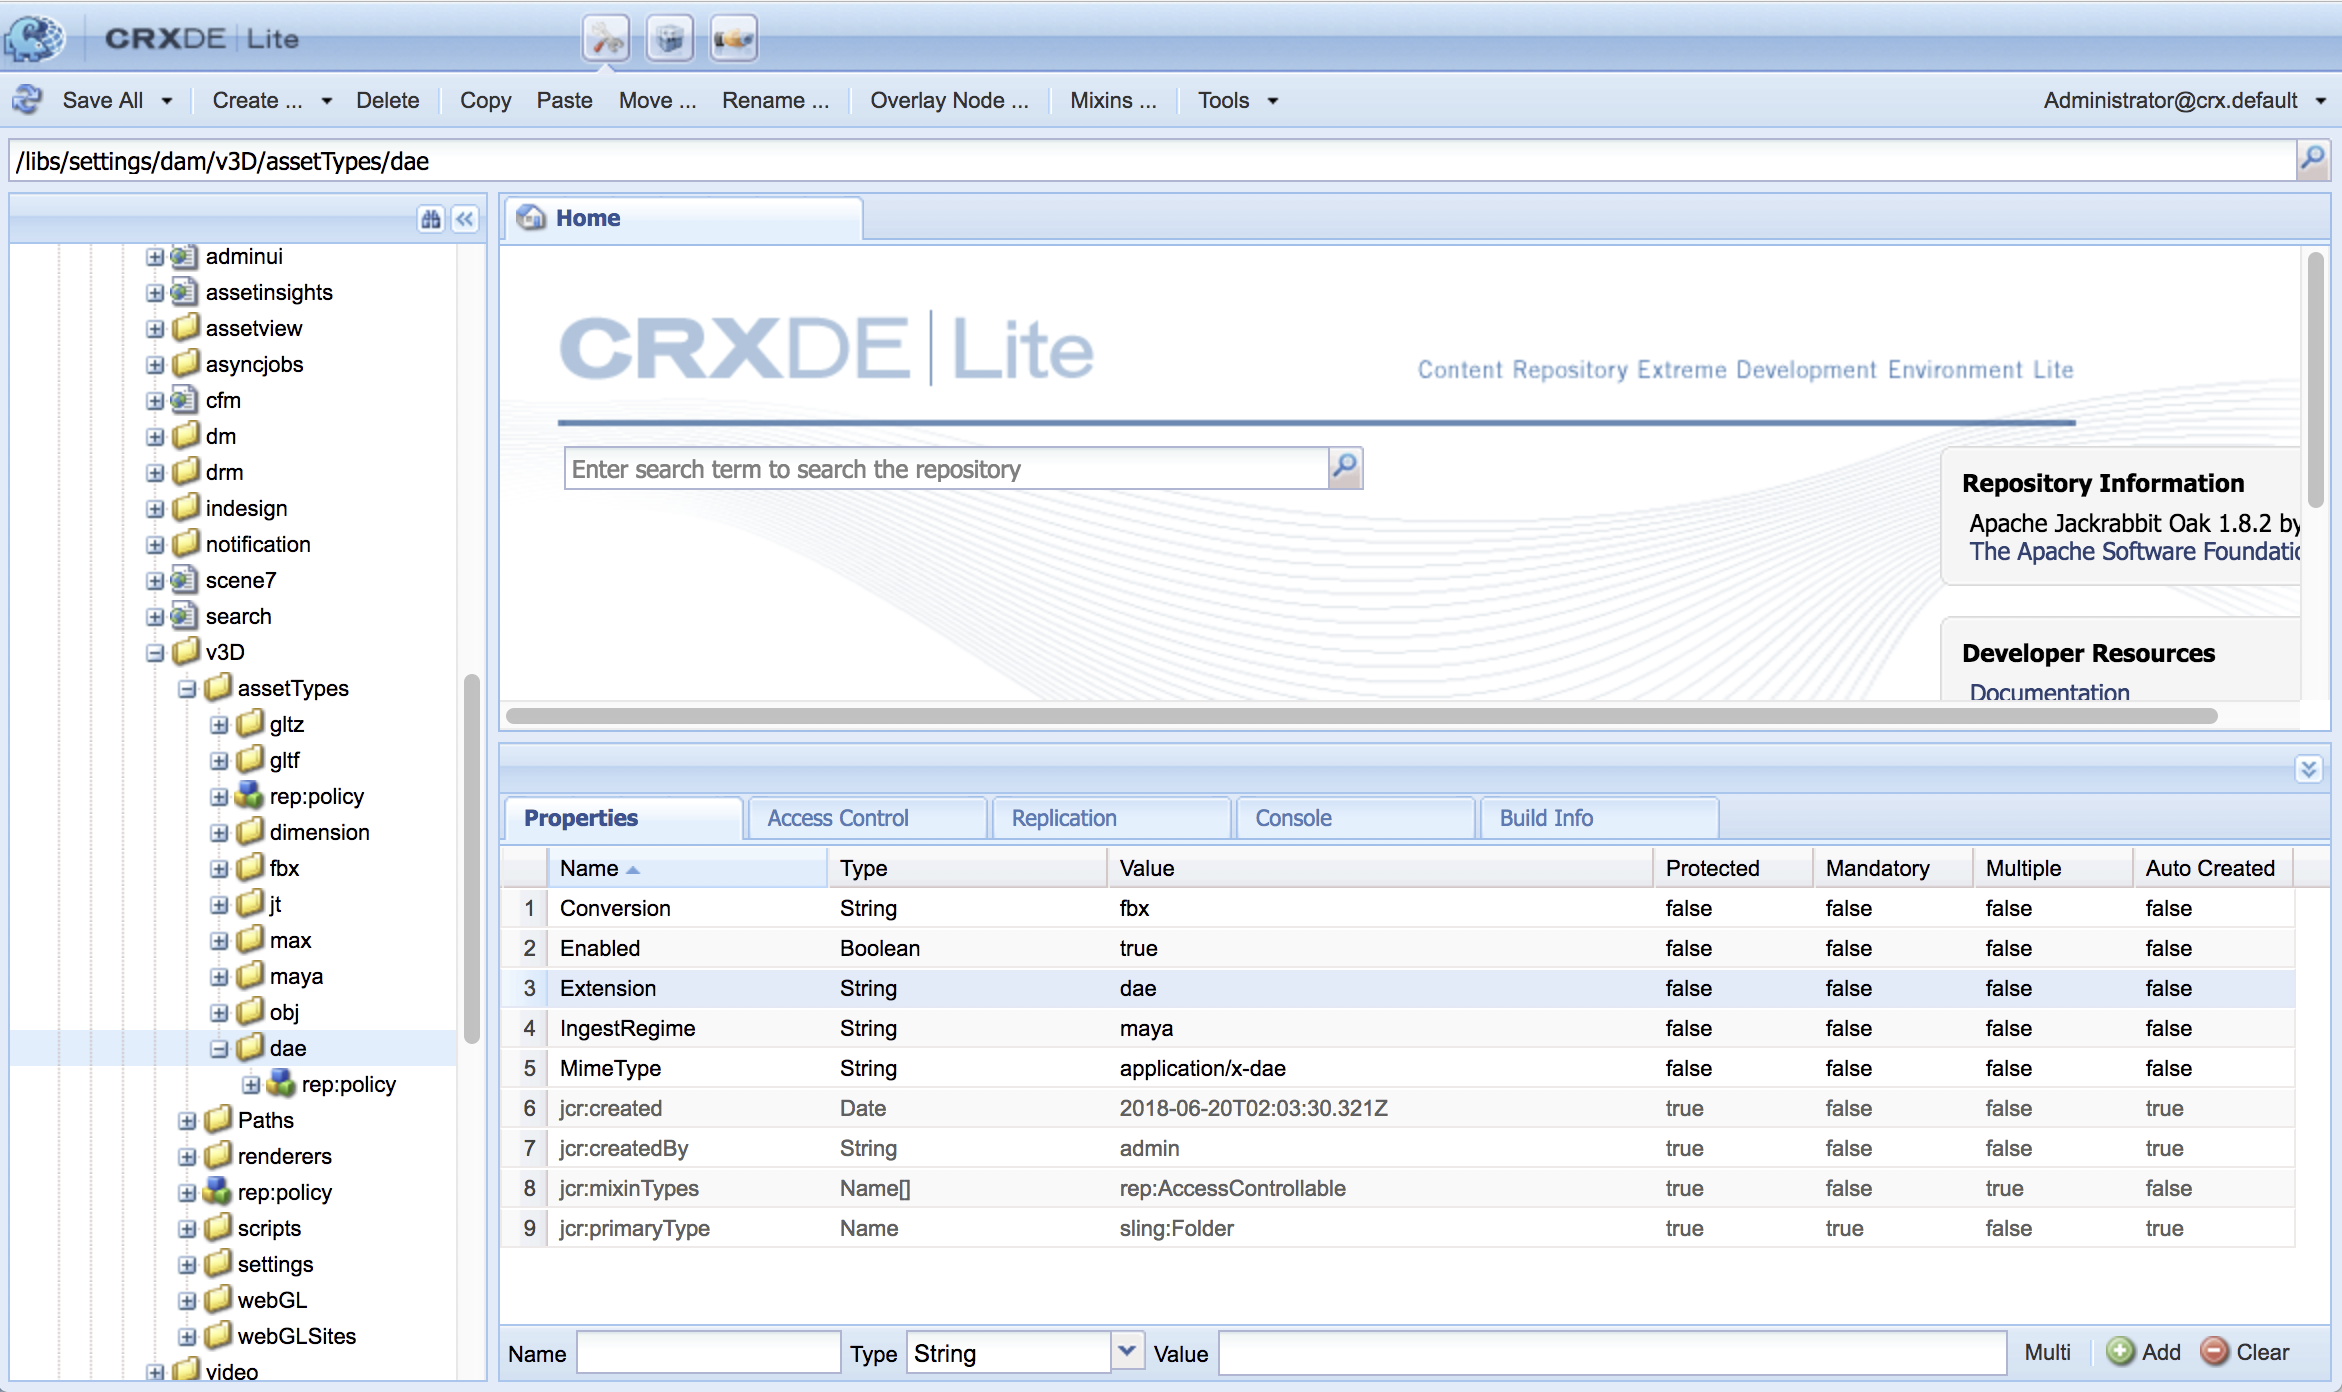 CRXDE | Lite
Save All Create ... Delete Copy Paste Move ... Rename ... Overlay Node ... Mixins ... Tools Administrator@crx.default
/libs/settings/dam/v3D/assetTypes/dae
adminui
assetinsights
assetview
asyncjobs
cfm
dm
drm
indesign
notification
scene7
search
v3D
assetTypes
gltz
gltf
rep:policy
dimension
fbx
jt
max
maya
obj
dae
rep:policy
Paths
renderers
rep:policy
scripts
settings
webGL
webGLSites
video
Home
CRXDE | Lite
Content Repository Extreme Development Environment Lite
Enter search term to search the repository
Repository Information
Apache Jackrabbit Oak 1.8.2 by
The Apache Software Foundatio
Developer Resources
Documentation
Properties Access Control Replication Console Build Info
Name Type Value Protected Mandatory Multiple Auto Created
1 Conversion String fbx false false false false
2 Enabled Boolean true false false false false
3 Extension String dae false false false false
4 IngestRegime String maya false false false false
5 MimeType String application/x-dae false false false false
6 jcr:created Date 2018-06-20T02:03:30.321Z true false false true
7 jcr:createdBy String admin true false false true
8 jcr:mixinTypes Name[] rep:AccessControllable true false true false
9 jcr:primaryType Name sling:Folder true true false true
Name Type String Value Multi Add Clear